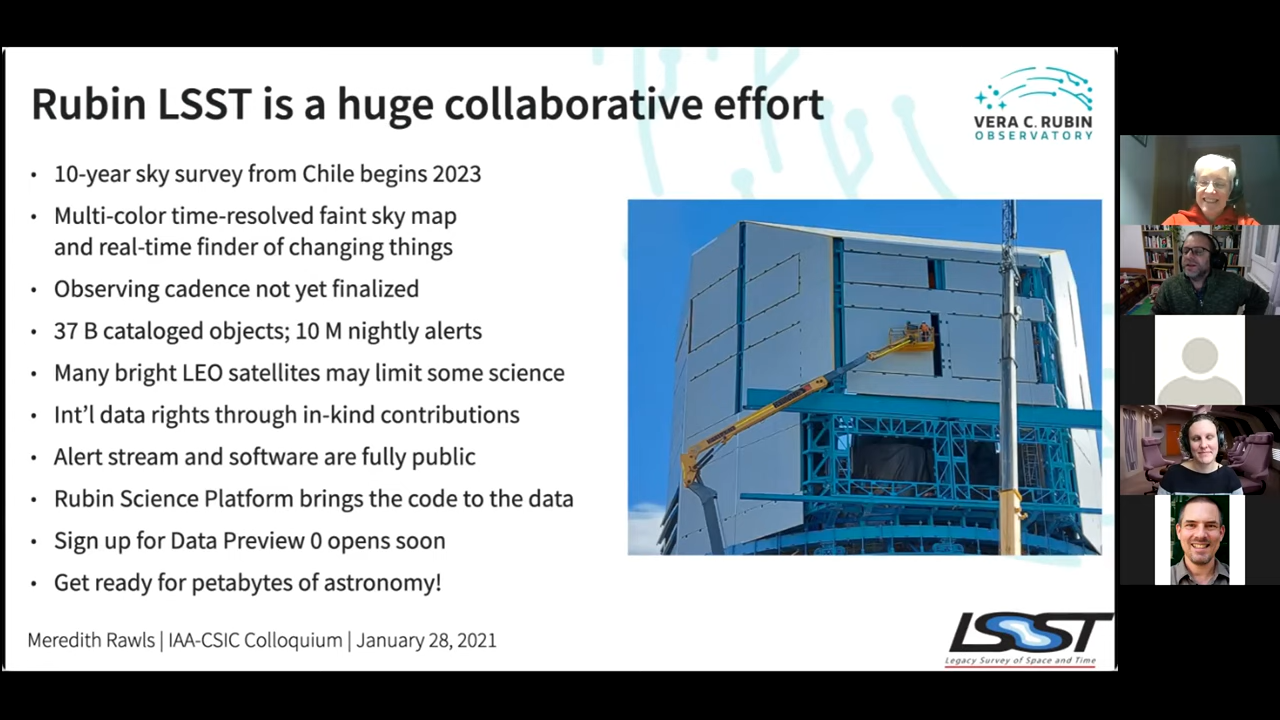 Rubin LSST is a huge collaborative effort
VERA C. RUBIN
OBSERVATORY
• 10-year sky survey from Chile begins 2023
• Multi-color time-resolved faint sky map
and real-time finder of changing things
• Observing cadence not yet finalized
• 37 B cataloged objects; 10 M nightly alerts
• Many bright LEO satellites may limit some science
• Int'l data rights through in-kind contributions
• Alert stream and software are fully public
• Rubin Science Platform brings the code to the data
• Sign up for Data Preview 0 opens soon
• Get ready for petabytes of astronomy!
Meredith Rawls | IAA-CSIC Colloquium | January 28, 2021
LSST
Legacy Survey of Space and Time